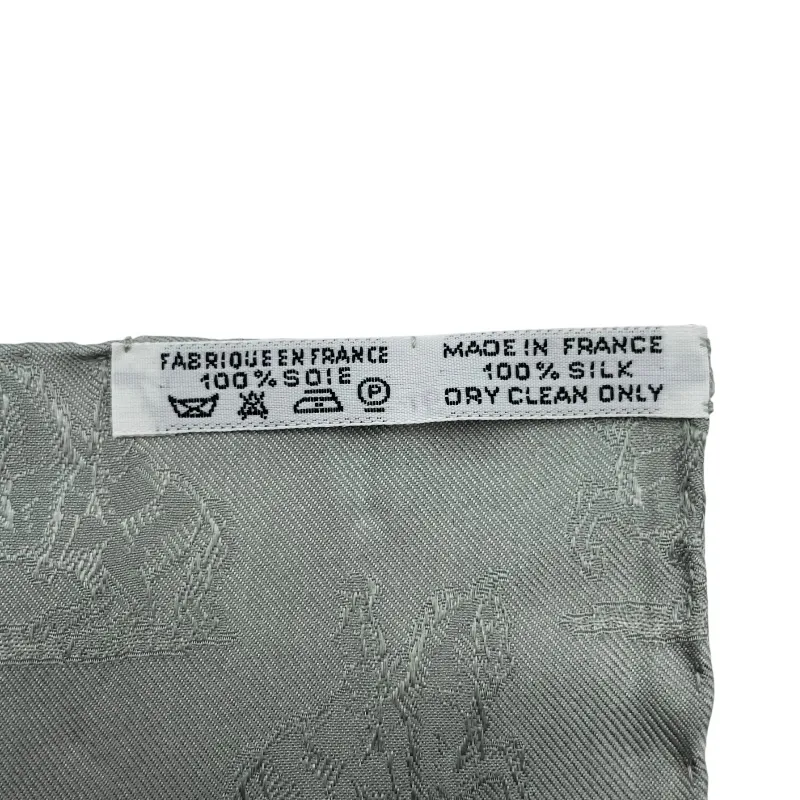 FABRIQUE EN FRANCE
100% SOIE
P
MADE IN FRANCE
100% SILK
DRY CLEAN ONLY